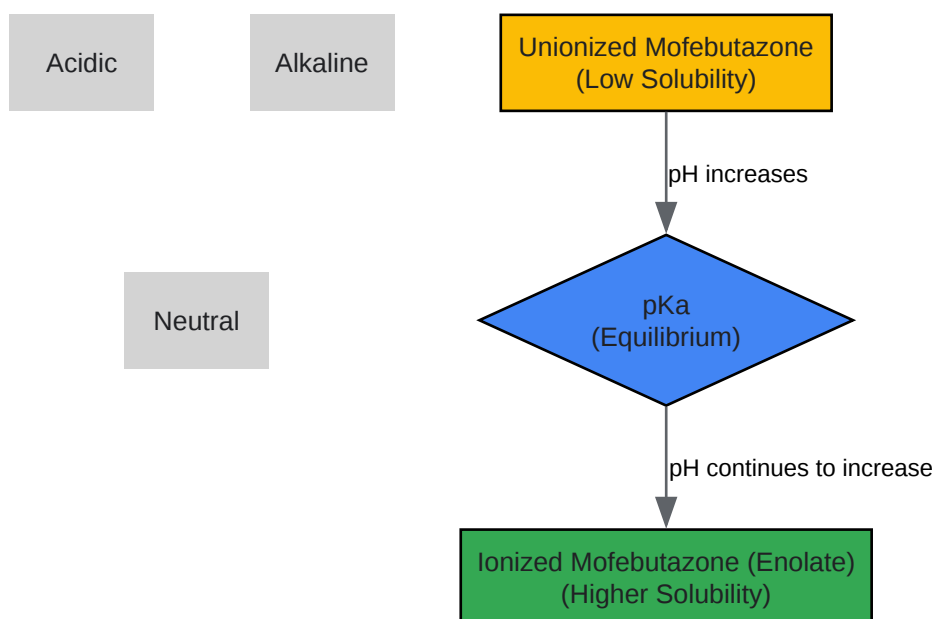 Acidic
Alkaline
Unionized Mofebutazone
(Low Solubility)
pH increases
Neutral
pKa
(Equilibrium)
pH continues to increase
Ionized Mofebutazone (Enolate)
(Higher Solubility)